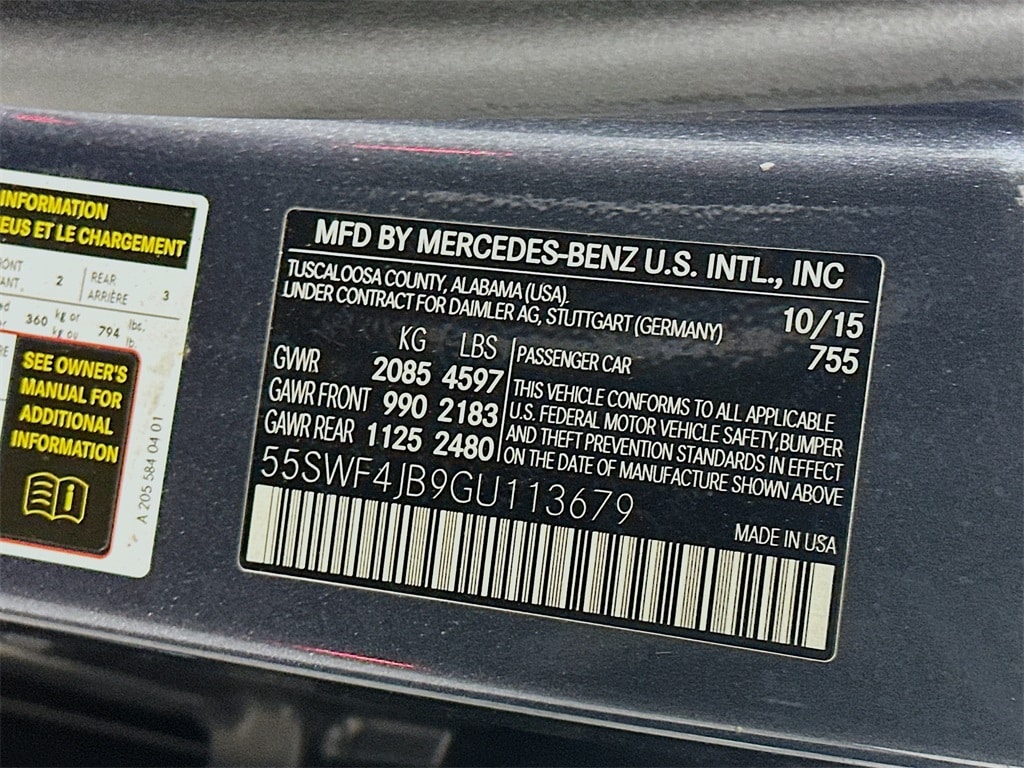 INFORMATION
EUS ET LE CHARGEMENT
2 REAR
ARRIÈRE 3
360 kg or 794 lbs.
kg ou lb.
SEE OWNER'S
MANUAL FOR
ADDITIONAL
INFORMATION
A 205 584 04 01
MFD BY MERCEDES-BENZ U.S. INTL., INC
TUSCALOOSA COUNTY, ALABAMA (USA).
UNDER CONTRACT FOR DAIMLER AG, STUTTGART (GERMANY)
10/15
755
KG LBS
GVWR 2085 4597
GAWR FRONT 990 2183
GAWR REAR 1125 2480
PASSENGER CAR
THIS VEHICLE CONFORMS TO ALL APPLICABLE
U.S. FEDERAL MOTOR VEHICLE SAFETY,BUMPER
AND THEFT PREVENTION STANDARDS IN EFFECT
ON THE DATE OF MANUFACTURE SHOWN ABOVE
55SWF4JB9GU113679
MADE IN USA